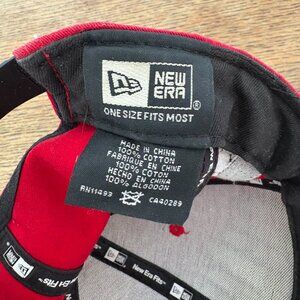 NEW
ERA
®
ONE SIZE FITS MOST
MADE IN CHINA
100% COTTON
FABRIQUE EN CHINE
100% COTON
HECHO EN CHINA
100% ALGODON
RN11493
CA40289
New Era Fits